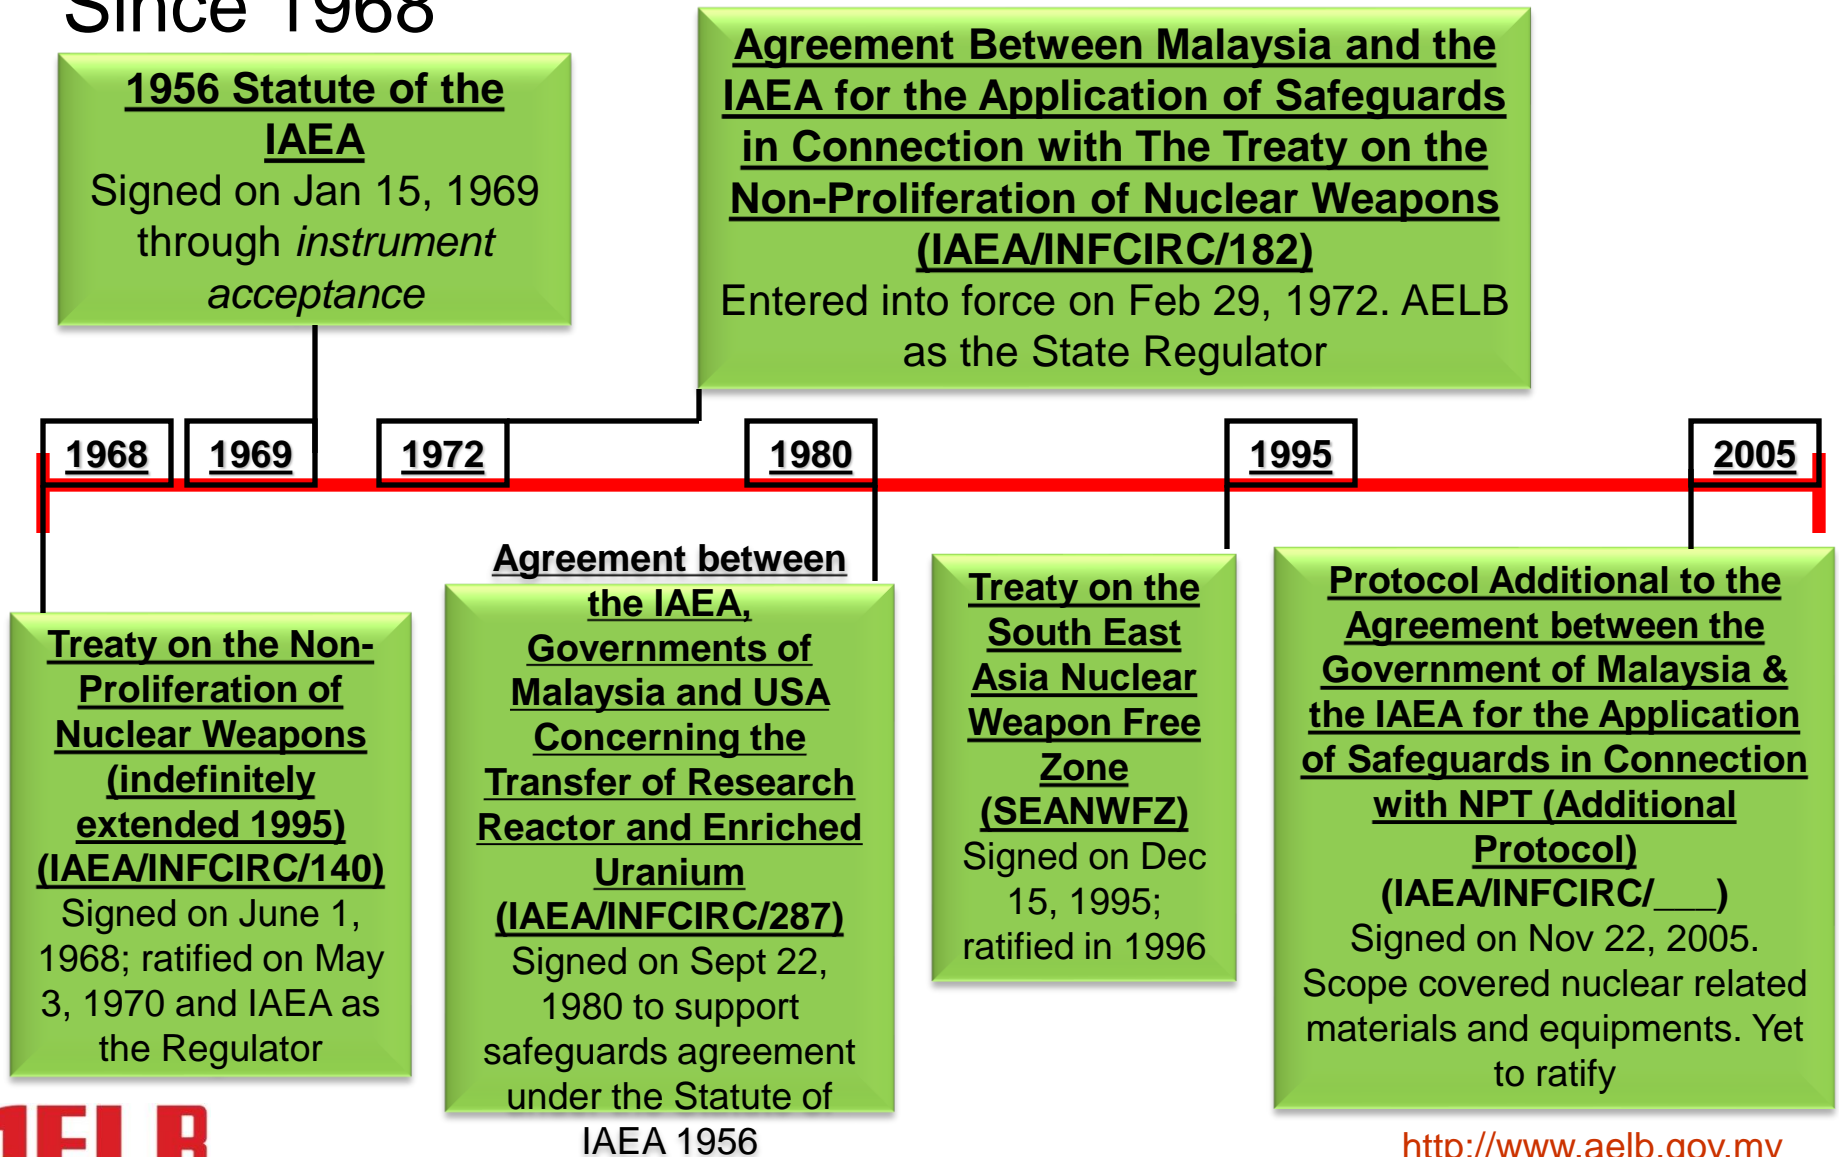 Since 1968
1956 Statute of the
IAEA
Signed on Jan 15, 1969
through instrument
acceptance
Agreement Between Malaysia and the
IAEA for the Application of Safeguards
in Connection with The Treaty on the
Non-Proliferation of Nuclear Weapons
(IAEA/INFCIRC/182)
Entered into force on Feb 29, 1972. AELB
as the State Regulator
1968
1969
1972
1980
1995
2005
Treaty on the Non-
Proliferation of
Nuclear Weapons
(indefinitely
extended 1995)
(IAEA/INFCIRC/140)
Signed on June 1,
1968; ratified on May
3, 1970 and IAEA as
the Regulator
Agreement between
the IAEA,
Governments of
Malaysia and USA
Concerning the
Transfer of Research
Reactor and Enriched
Uranium
(IAEA/INFCIRC/287)
Signed on Sept 22,
1980 to support
safeguards agreement
under the Statute of
IAEA 1956
Treaty on the
South East
Asia Nuclear
Weapon Free
Zone
(SEANWFZ)
Signed on Dec
15, 1995;
ratified in 1996
Protocol Additional to the
Agreement between the
Government of Malaysia &
the IAEA for the Application
of Safeguards in Connection
with NPT (Additional
Protocol)
(IAEA/INFCIRC/___)
Signed on Nov 22, 2005.
Scope covered nuclear related
materials and equipments. Yet
to ratify
AELB
http://www.aelb.gov.my